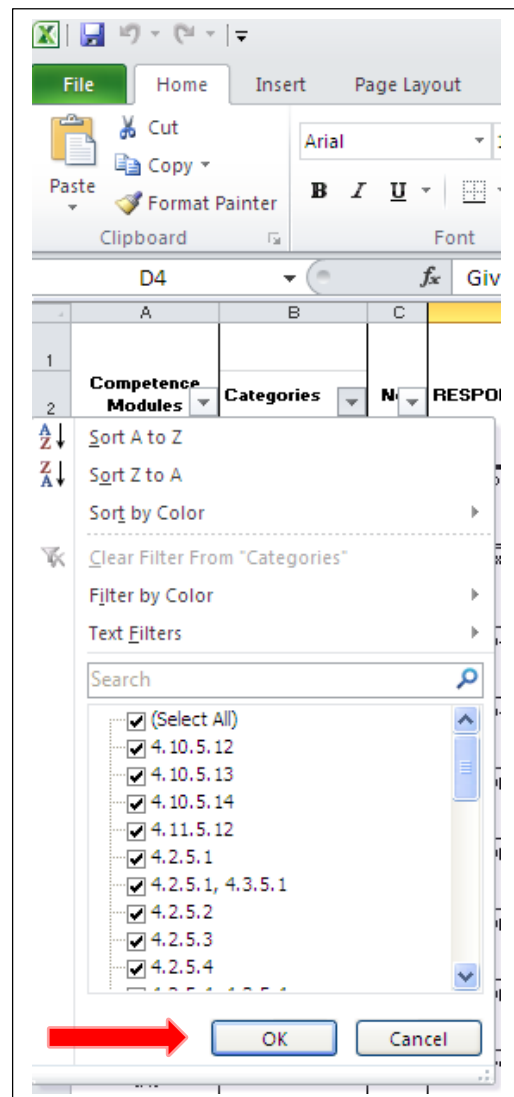 File Home Insert Page Layout
Cut
Arial
Copy
Paste
B I U
Format Painter
Clipboard Font
D4 fx Giv
A B C
1
Competence
Modules Categories N RESPO
2
Sort A to Z
Sort Z to A
Sort by Color
Clear Filter From "Categories"
Filter by Color
Text Filters
Search
(Select All)
4.10.5.12
4.10.5.13
4.10.5.14
4.11.5.12
4.2.5.1
4.2.5.1, 4.3.5.1
4.2.5.2
4.2.5.3
4.2.5.4
OK Cancel